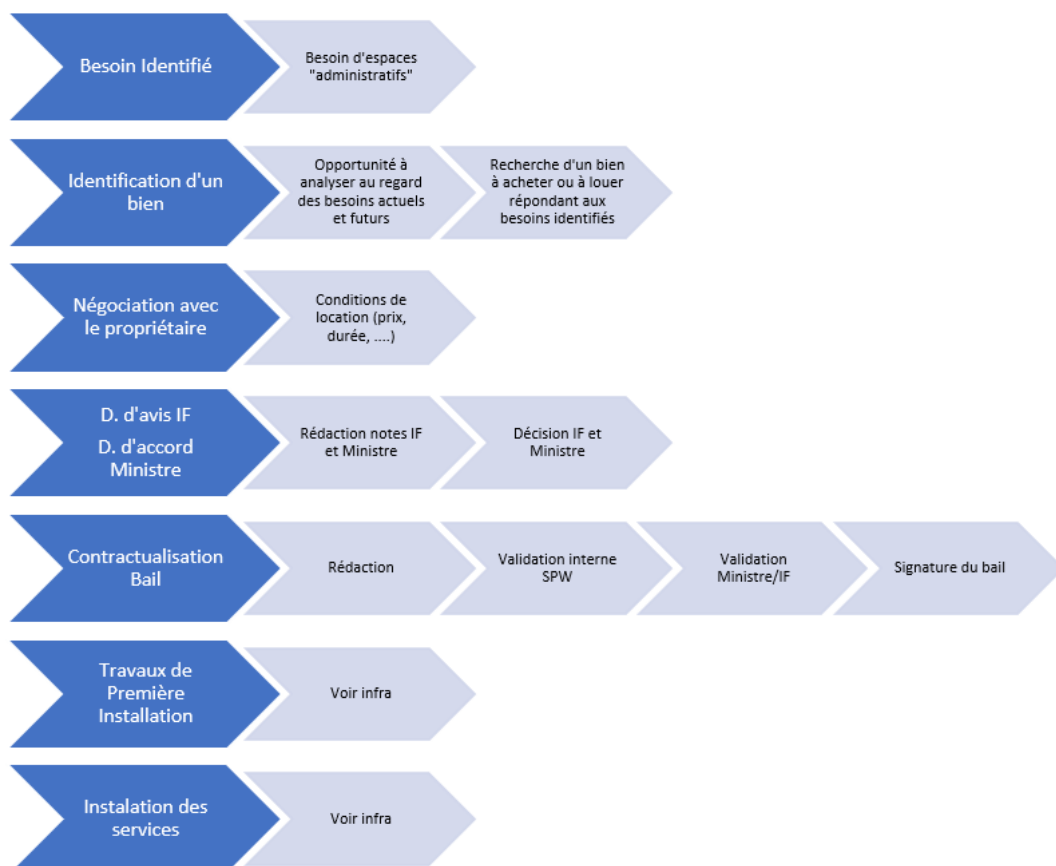 Besoin Identifié
Besoin d'espaces
"administratifs"
Identification d'un
bien
Opportunité à
analyser au regard
des besoins actuels
et futurs
Recherche d'un bien
à acheter ou à louer
répondant aux
besoins identifiés
Négociation avec
le propriétaire
Conditions de
location (prix,
durée, ....)
D. d'avis IF
D. d'accord
Ministre
Rédaction notes IF
et Ministre
Décision IF et
Ministre
Contractualisation
Bail
Rédaction
Validation interne
SPW
Validation
Ministre/IF
Signature du bail
Travaux de
Première
Installation
Voir infra
Instalation des
services
Voir infra